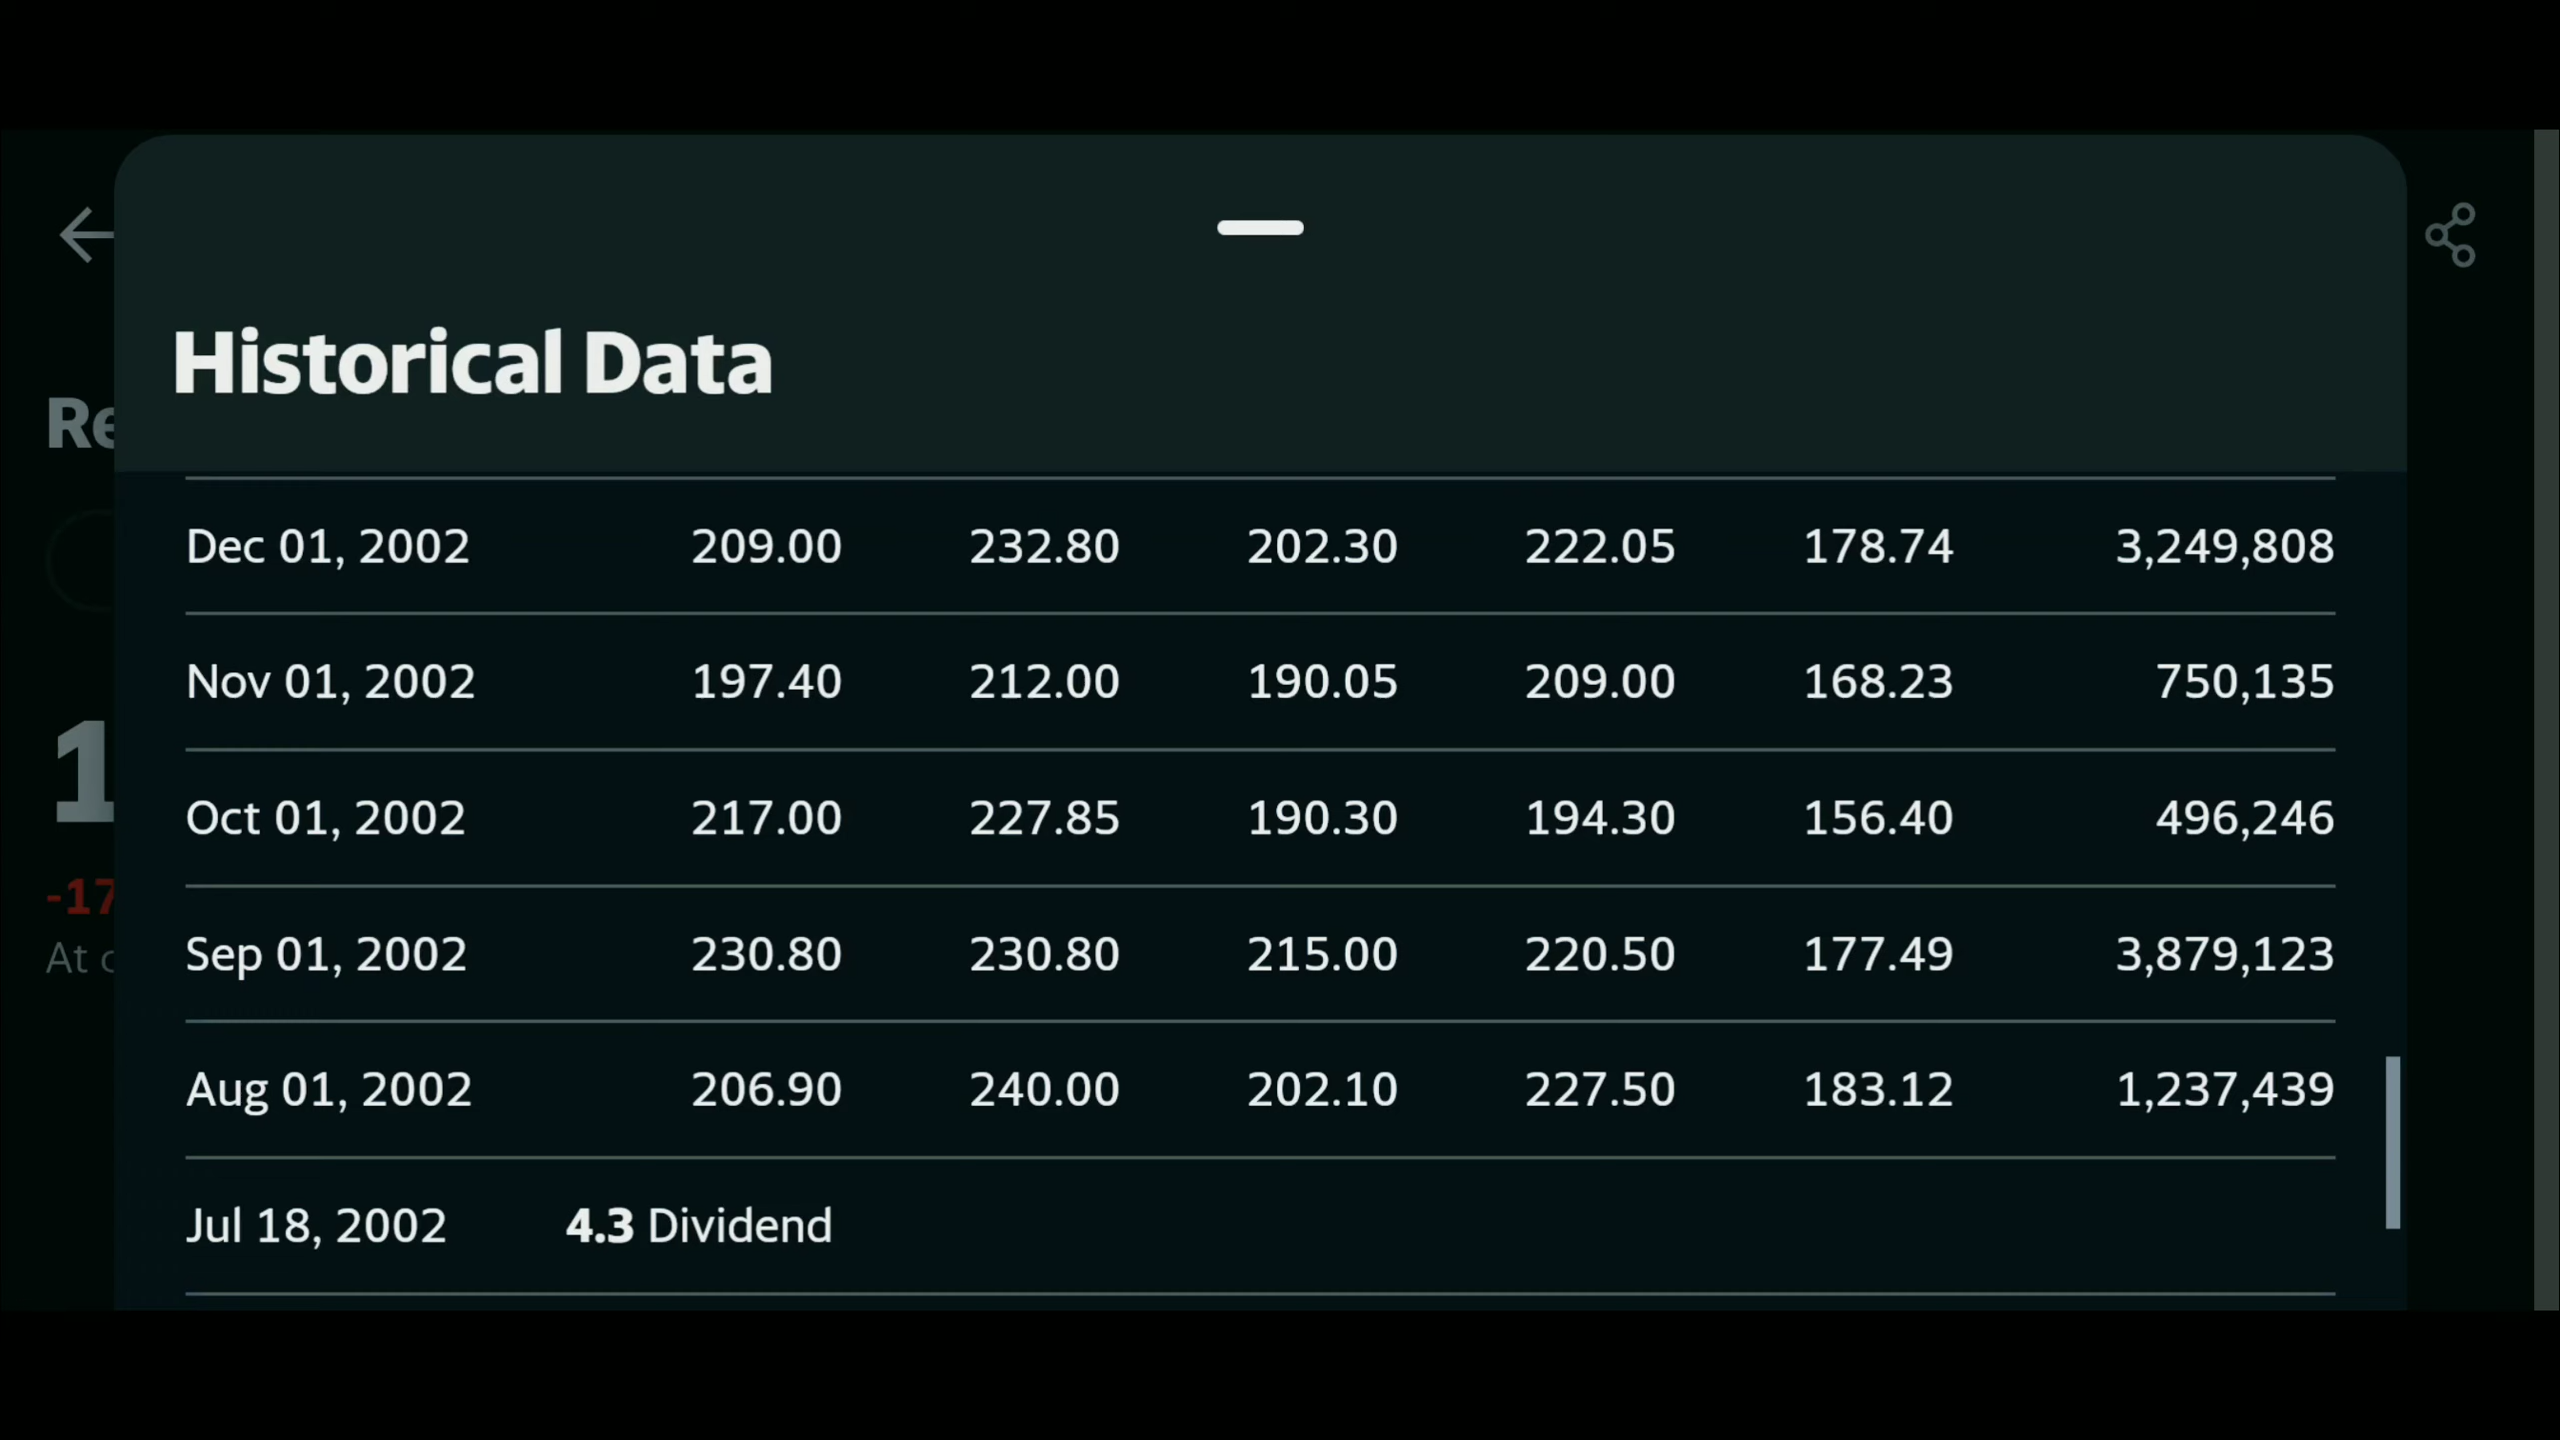 Historical Data
Re
1
-17
At c
Dec 01, 2002 209.00 232.80 202.30 222.05 178.74 3,249,808
Nov 01, 2002 197.40 212.00 190.05 209.00 168.23 750,135
Oct 01, 2002 217.00 227.85 190.30 194.30 156.40 496,246
Sep 01, 2002 230.80 230.80 215.00 220.50 177.49 3,879,123
Aug 01, 2002 206.90 240.00 202.10 227.50 183.12 1,237,439
Jul 18, 2002 4.3 Dividend